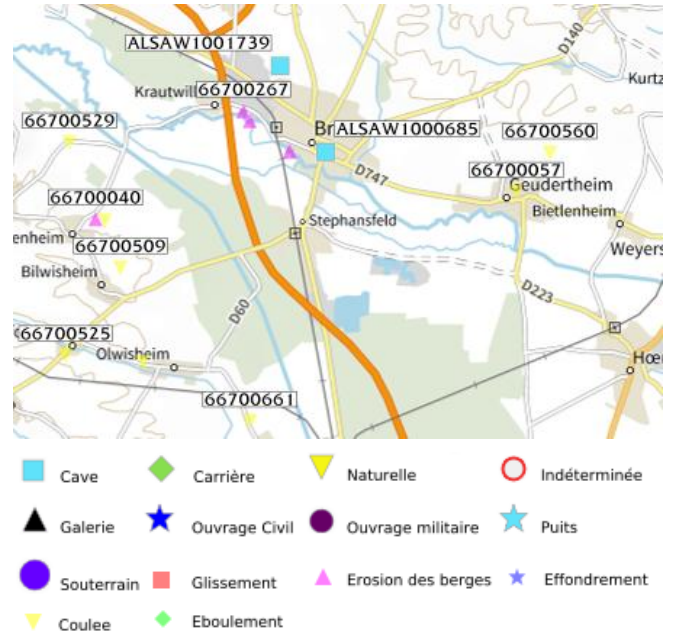 D140
ALSAW1001739
Kurtz
Krautwill
66700267
66700529
Br
ALSAW1000685
66700560
D747
66700057
Geudertheim
66700040
Bietlenheim
enheim
Stephansfeld
66700509
Weyers
Bilwisheim
D60
D223
66700525
Olwisheim
Hœr
66700661
Cave
Carrière
Naturelle
Indéterminée
Galerie
Ouvrage Civil
Ouvrage militaire
Puits
Souterrain
Glissement
Erosion des berges
Effondrement
Coulee
Eboulement